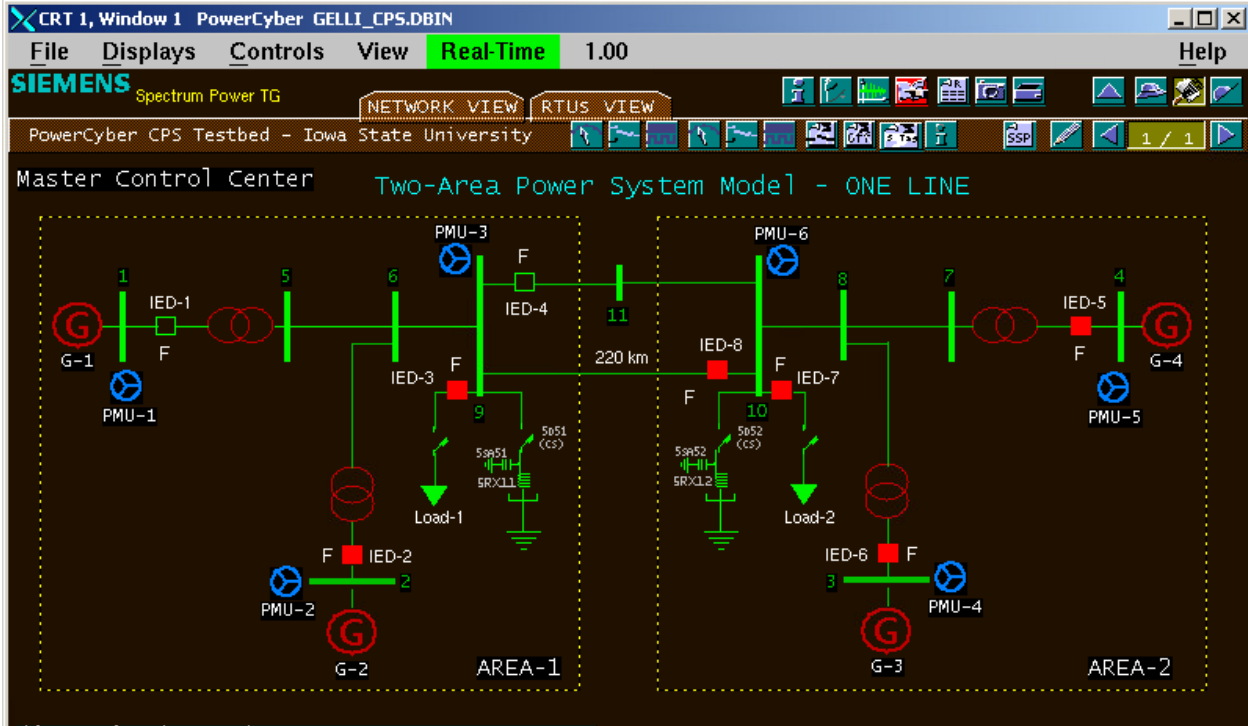 CRT 1, Window 1 PowerCyber GELLI_CPS.DBIN
File Displays Controls View Real-Time 1.00 Help
SIEMENS Spectrum Power TG
NETWORK VIEW RTUS VIEW
PowerCyber CPS Testbed - Iowa State University
SSP
1 / 1
Master Control Center
Two-Area Power System Model - ONE LINE
PMU-3
PMU-6
F
1
5
6
8
7
4
IED-1
IED-4
11
IED-5
G
G
F
G-1
F
G-4
220 km
IED-8
PMU-1
IED-3
F
F
F
IED-7
PMU-5
9
10
5D51
(CS)
5SA51
5RX11
5D52
(CS)
5SA52
5RX12
Load-1
Load-2
F
IED-2
IED-6
F
2
3
PMU-2
PMU-4
G
G
G-2
G-3
AREA-1
AREA-2